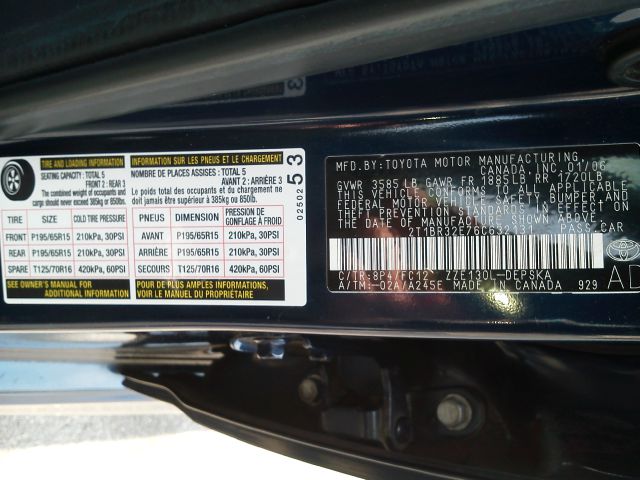 TIRE AND LOADING INFORMATION
SEATING CAPACITY : TOTAL 5
FRONT 2 : REAR 3
The combined weight of occupants and
cargo should never exceed 385kg or 850lb.
TIRE SIZE COLD TIRE PRESSURE
FRONT P195/65R15 210kPa, 30PSI
REAR P195/65R15 210kPa, 30PSI
SPARE T125/70R16 420kPa, 60PSI
SEE OWNER'S MANUAL FOR
ADDITIONAL INFORMATION
INFORMATION SUR LES PNEUS ET LE CHARGEMENT
NOMBRE DE PLACES ASSISES : TOTAL 5
AVANT 2 : ARRIÈRE 3
Le poids total des occupants et du chargement ne
doit jamais être supérieur à 385kg ou 850lb.
PNEUS DIMENSION PRESSION DE GONFLAGE À FROID
AVANT P195/65R15 210kPa, 30PSI
ARRIÈRE P195/65R15 210kPa, 30PSI
SECOURS T125/70R16 420kPa, 60PSI
POUR DE PLUS AMPLES INFORMATIONS,
VOIR LE MANUEL DU PROPRIÉTAIRE
02502 53
MFD.BY:TOYOTA MOTOR MANUFACTURING,
CANADA,INC. 01/06
GVWR 3585LB GAWR FR 1885LB RR 1720LB
THIS VEHICLE CONFORMS TO ALL APPLICABLE
FEDERAL MOTOR VEHICLE SAFETY,BUMPER AND
THEFT PREVENTION STANDARDS IN EFFECT ON
THE DATE OF MANUFACTURE SHOWN ABOVE.
2T1BR32E76C632131 PASS.CAR
C/TR:8P4/FC12 ZZE130L-DEPSKA
A/TM:-02A/A245E MADE IN CANADA 929
AD